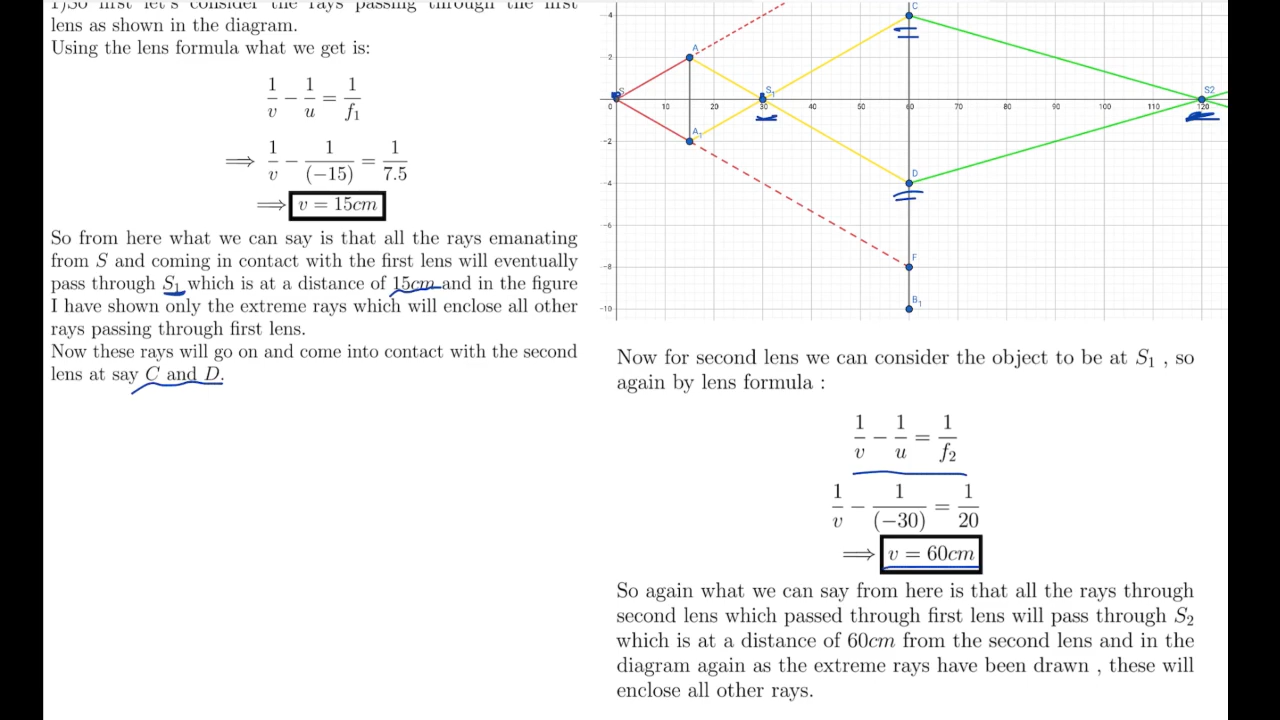 1)So first let's consider the rays passing through the first
lens as shown in the diagram.
Using the lens formula what we get is:
1/v − 1/u = 1/f₁
⟹ 1/v − 1/(−15) = 1/7.5
⟹ v = 15cm
So from here what we can say is that all the rays emanating
from S and coming in contact with the first lens will eventually
pass through S₁ which is at a distance of 15cm and in the figure
I have shown only the extreme rays which will enclose all other
rays passing through first lens.
Now these rays will go on and come into contact with the second
lens at say C and D.
4
C
2
A
S
S₁
S2
0 10 20 30 40 50 60 70 80 90 100 110 120
A₁
−2
D
−4
−6
F
−8
B₁
−10
Now for second lens we can consider the object to be at S₁ , so
again by lens formula :
1/v − 1/u = 1/f₂
1/v − 1/(−30) = 1/20
⟹ v = 60cm
So again what we can say from here is that all the rays through
second lens which passed through first lens will pass through S₂
which is at a distance of 60cm from the second lens and in the
diagram again as the extreme rays have been drawn , these will
enclose all other rays.